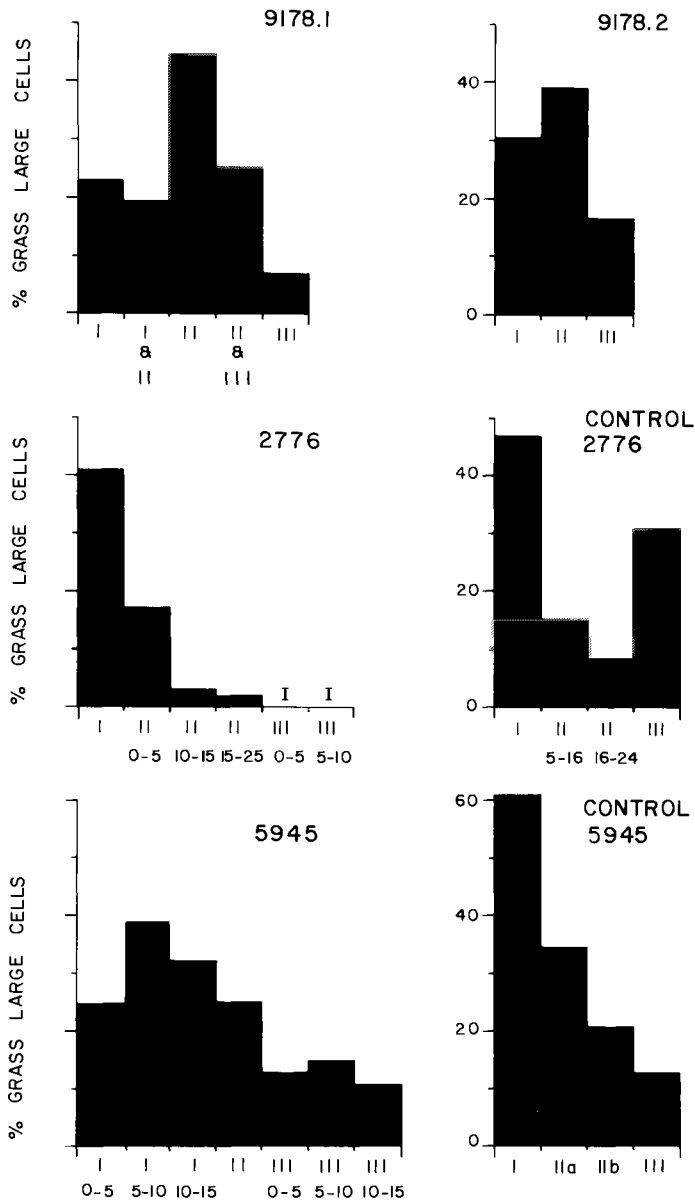 9178.1
% GRASS LARGE CELLS
I I II II III
& &
II III
9178.2
40
20
0
I II III
2776
% GRASS LARGE CELLS
I I
I II II II III III
0-5 10-15 15-25 0-5 5-10
CONTROL
2776
40
20
0
I II II III
5-16 16-24
5945
% GRASS LARGE CELLS
I I I II III III III
0-5 5-10 10-15 0-5 5-10 10-15
CONTROL
5945
60
40
20
0
I IIa IIb III